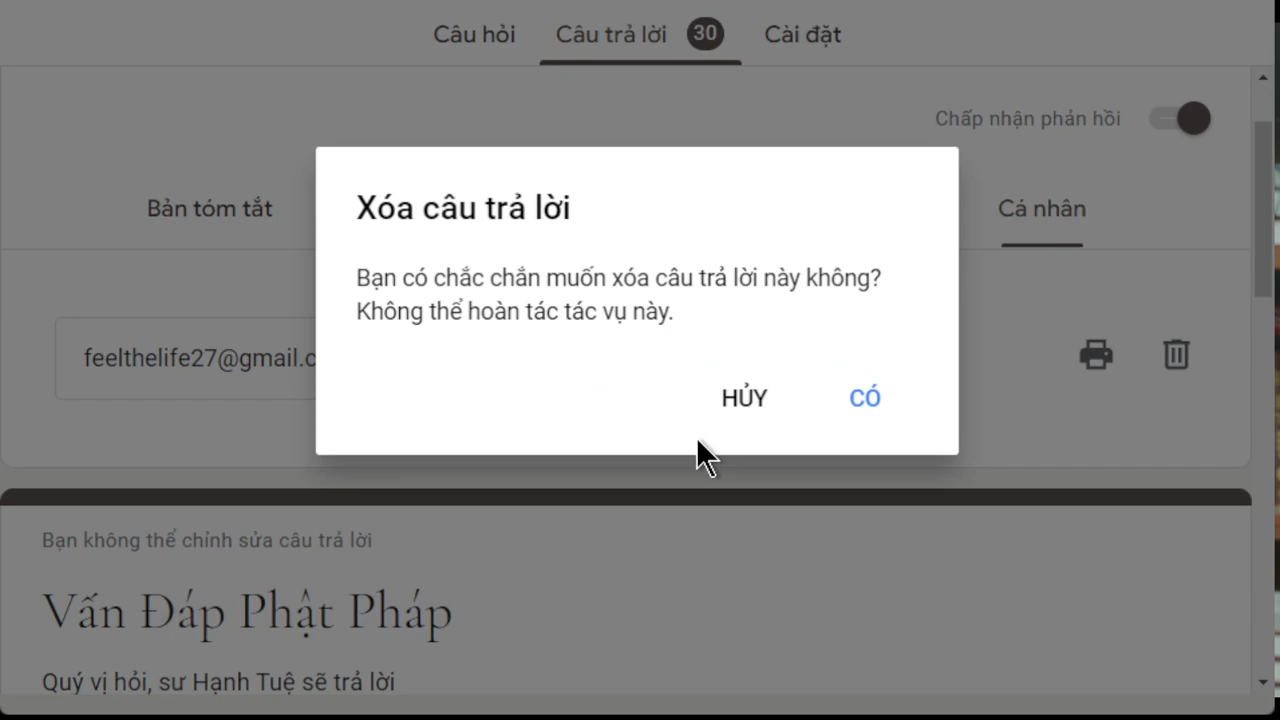 Câu hỏi
Câu trả lời
30
Cài đặt
Chấp nhận phản hồi
Bản tóm tắt
Cá nhân
Xóa câu trả lời
Bạn có chắc chắn muốn xóa câu trả lời này không?
Không thể hoàn tác tác vụ này.
feelthelife27@gmail.c
HỦY
CÓ
Bạn không thể chỉnh sửa câu trả lời
Vấn Đáp Phật Pháp
Quý vị hỏi, sư Hạnh Tuệ sẽ trả lời